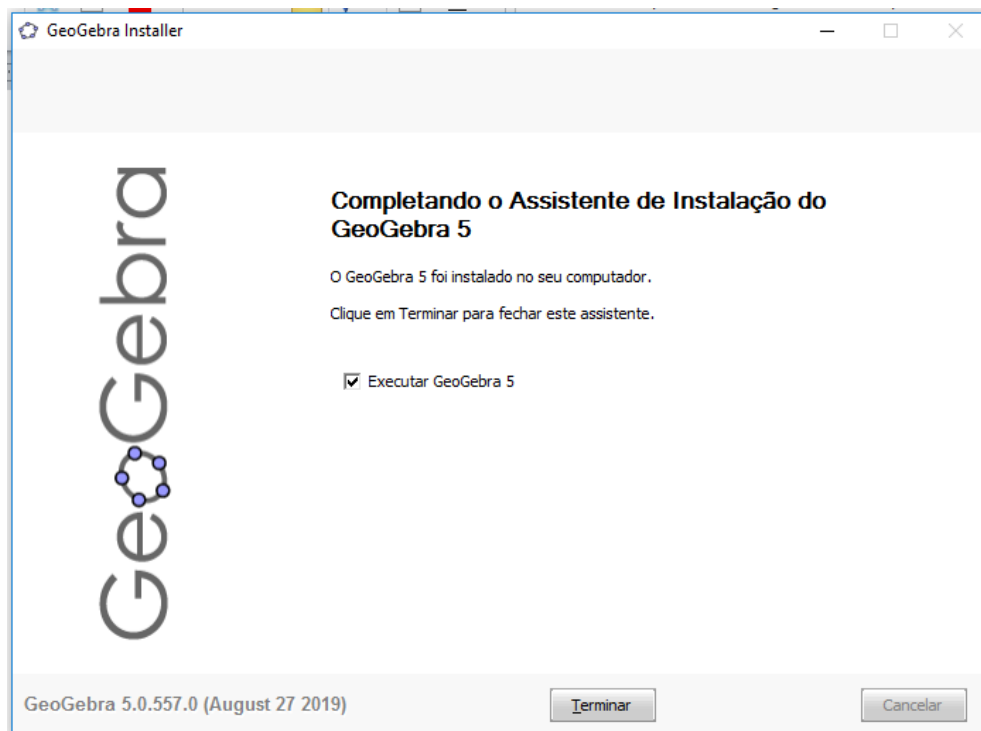 GeoGebra Installer
GeoGebra
Completando o Assistente de Instalação do
GeoGebra 5
O GeoGebra 5 foi instalado no seu computador.
Clique em Terminar para fechar este assistente.
Executar GeoGebra 5
GeoGebra 5.0.557.0 (August 27 2019)
Terminar
Cancelar